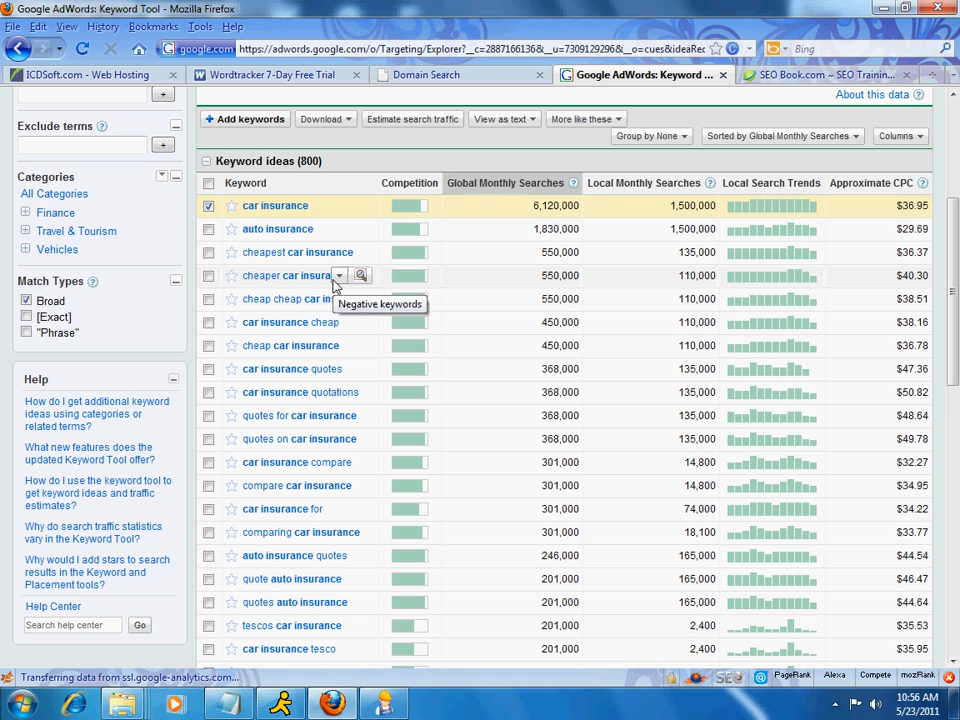 Google AdWords: Keyword Tool - Mozilla Firefox
File Edit View History Bookmarks Tools Help
google.com https://adwords.google.com/o/Targeting/Explorer?__c=2887166136&__u=7309129296&__o=cues&ideaRec Bing
ICDSoft.com - Web Hosting Wordtracker 7-Day Free Trial Domain Search Google AdWords: Keyword ... SEO Book.com ~ SEO Trainin...
About this data
Exclude terms
Categories
All Categories
Finance
Travel & Tourism
Vehicles
Match Types
Broad
[Exact]
"Phrase"
Help
How do I get additional keyword
ideas using categories or
related terms?
What new features does the
updated Keyword Tool offer?
How do I use the keyword tool to
get keyword ideas and traffic
estimates?
Why do search traffic statistics
vary in the Keyword Tool?
Why would I add stars to search
results in the Keyword and
Placement tools?
Help Center
Search help center Go
+ Add keywords Download Estimate search traffic View as text More like these
Group by None Sorted by Global Monthly Searches Columns
Keyword ideas (800)
Keyword Competition Global Monthly Searches Local Monthly Searches Local Search Trends Approximate CPC
car insurance 6,120,000 1,500,000 $36.95
auto insurance 1,830,000 1,500,000 $29.69
cheapest car insurance 550,000 135,000 $36.37
cheaper car insura 550,000 110,000 $40.30
cheap cheap car in 550,000 110,000 $38.51
Negative keywords
car insurance cheap 450,000 110,000 $38.16
cheap car insurance 450,000 110,000 $36.78
car insurance quotes 368,000 135,000 $47.36
car insurance quotations 368,000 135,000 $50.82
quotes for car insurance 368,000 135,000 $48.64
quotes on car insurance 368,000 135,000 $49.78
car insurance compare 301,000 14,800 $32.27
compare car insurance 301,000 14,800 $34.95
car insurance for 301,000 74,000 $34.22
comparing car insurance 301,000 18,100 $33.77
auto insurance quotes 246,000 165,000 $44.54
quote auto insurance 201,000 165,000 $46.47
quotes auto insurance 201,000 165,000 $44.64
tescos car insurance 201,000 2,400 $35.53
car insurance tesco 201,000 2,400 $35.95
Transferring data from ssl.google-analytics.com... SEO PageRank Alexa Compete mozRank
10:56 AM
5/23/2011